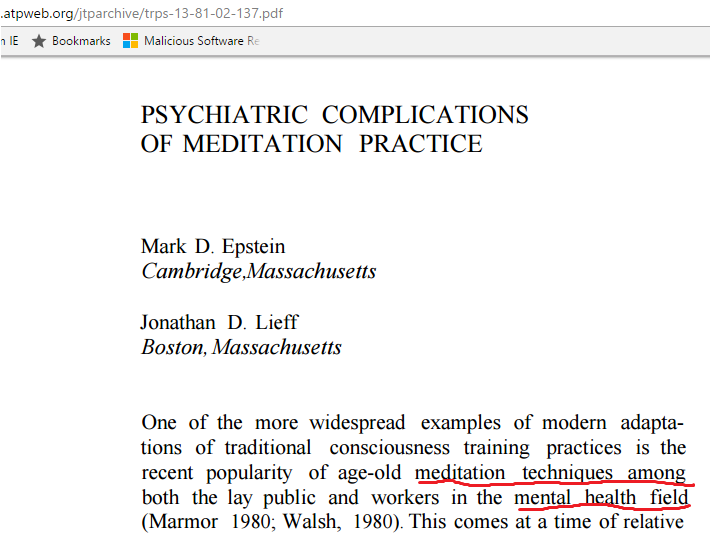 .atpweb.org/jtparchive/trps-13-81-02-137.pdf
IE Bookmarks Malicious Software Re
PSYCHIATRIC COMPLICATIONS
OF MEDITATION PRACTICE
Mark D. Epstein
Cambridge,Massachusetts
Jonathan D. Lieff
Boston, Massachusetts
One of the more widespread examples of modern adapta-
tions of traditional consciousness training practices is the
recent popularity of age-old meditation techniques among
both the lay public and workers in the mental health field
(Marmor 1980; Walsh, 1980). This comes at a time of relative